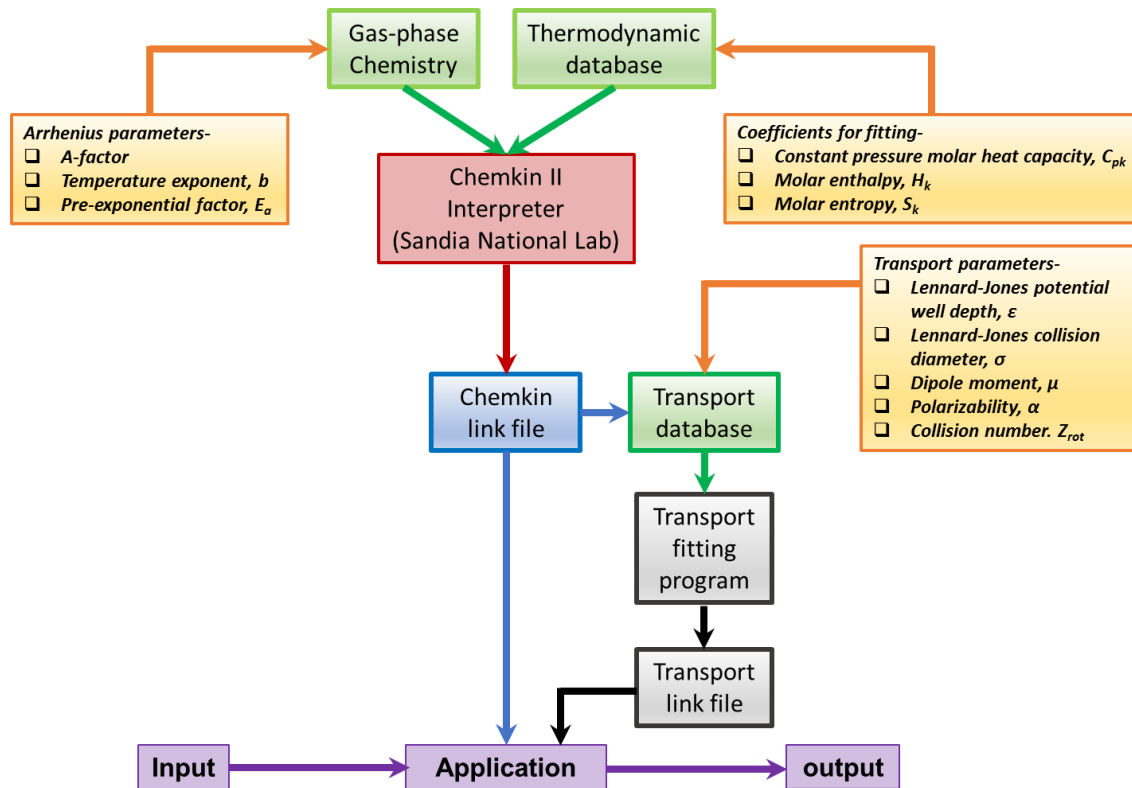 Gas-phase
Chemistry
Thermodynamic
database
Arrhenius parameters-
❑ A-factor
❑ Temperature exponent, b
❑ Pre-exponential factor, Eₐ
Coefficients for fitting-
❑ Constant pressure molar heat capacity, Cpk
❑ Molar enthalpy, Hk
❑ Molar entropy, Sk
Chemkin II
Interpreter
(Sandia National Lab)
Transport parameters-
❑ Lennard-Jones potential
well depth, ε
❑ Lennard-Jones collision
diameter, σ
❑ Dipole moment, μ
❑ Polarizability, α
❑ Collision number. Zrot
Chemkin
link file
Transport
database
Transport
fitting
program
Transport
link file
Input
Application
output